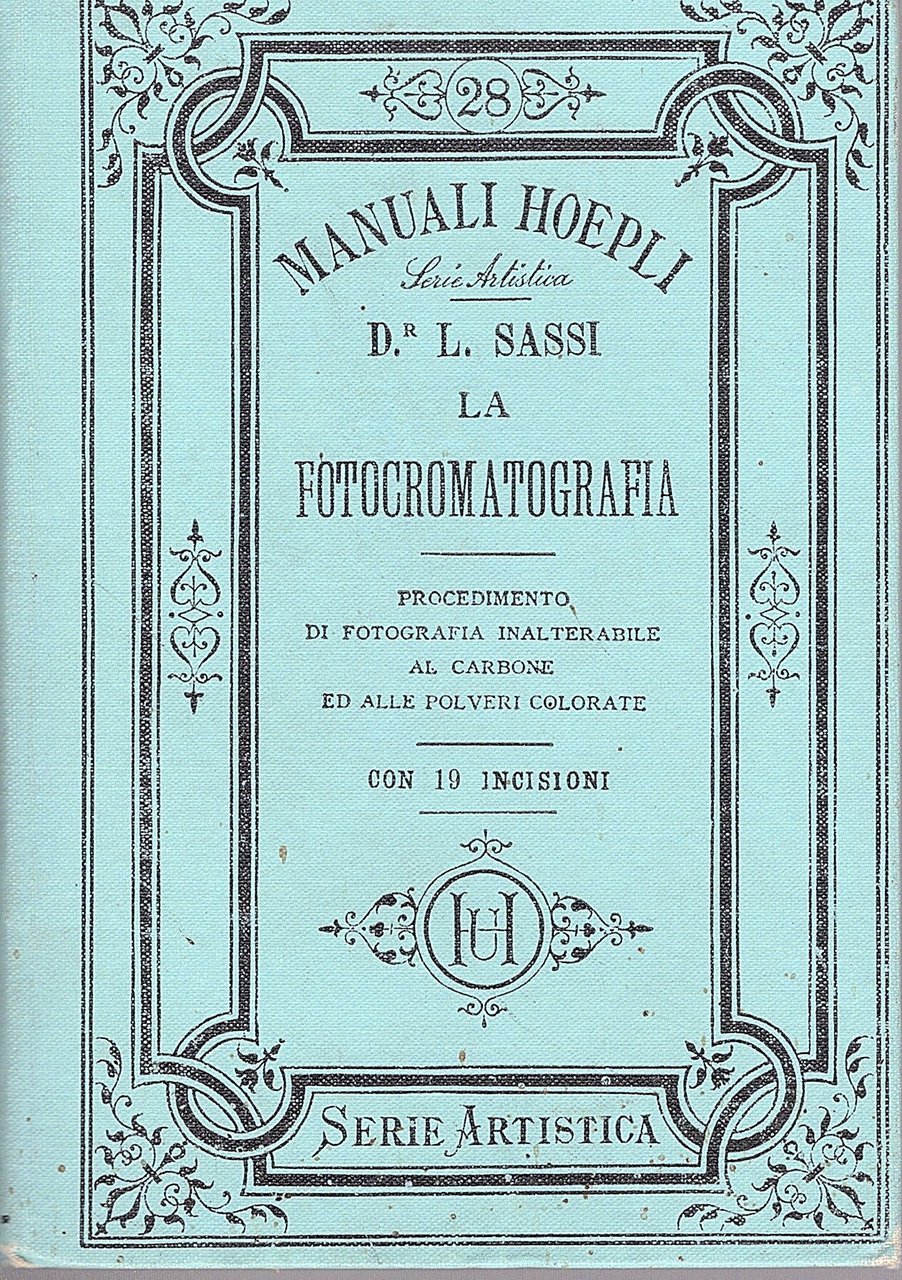 28
MANUALI HOEPLI
Serie Artistica
D.R L. SASSI
LA
FOTOCROMATOGRAFIA
PROCEDIMENTO
DI FOTOGRAFIA INALTERABILE
AL CARBONE
ED ALLE POLVERI COLORATE
CON 19 INCISIONI
UH
SERIE ARTISTICA